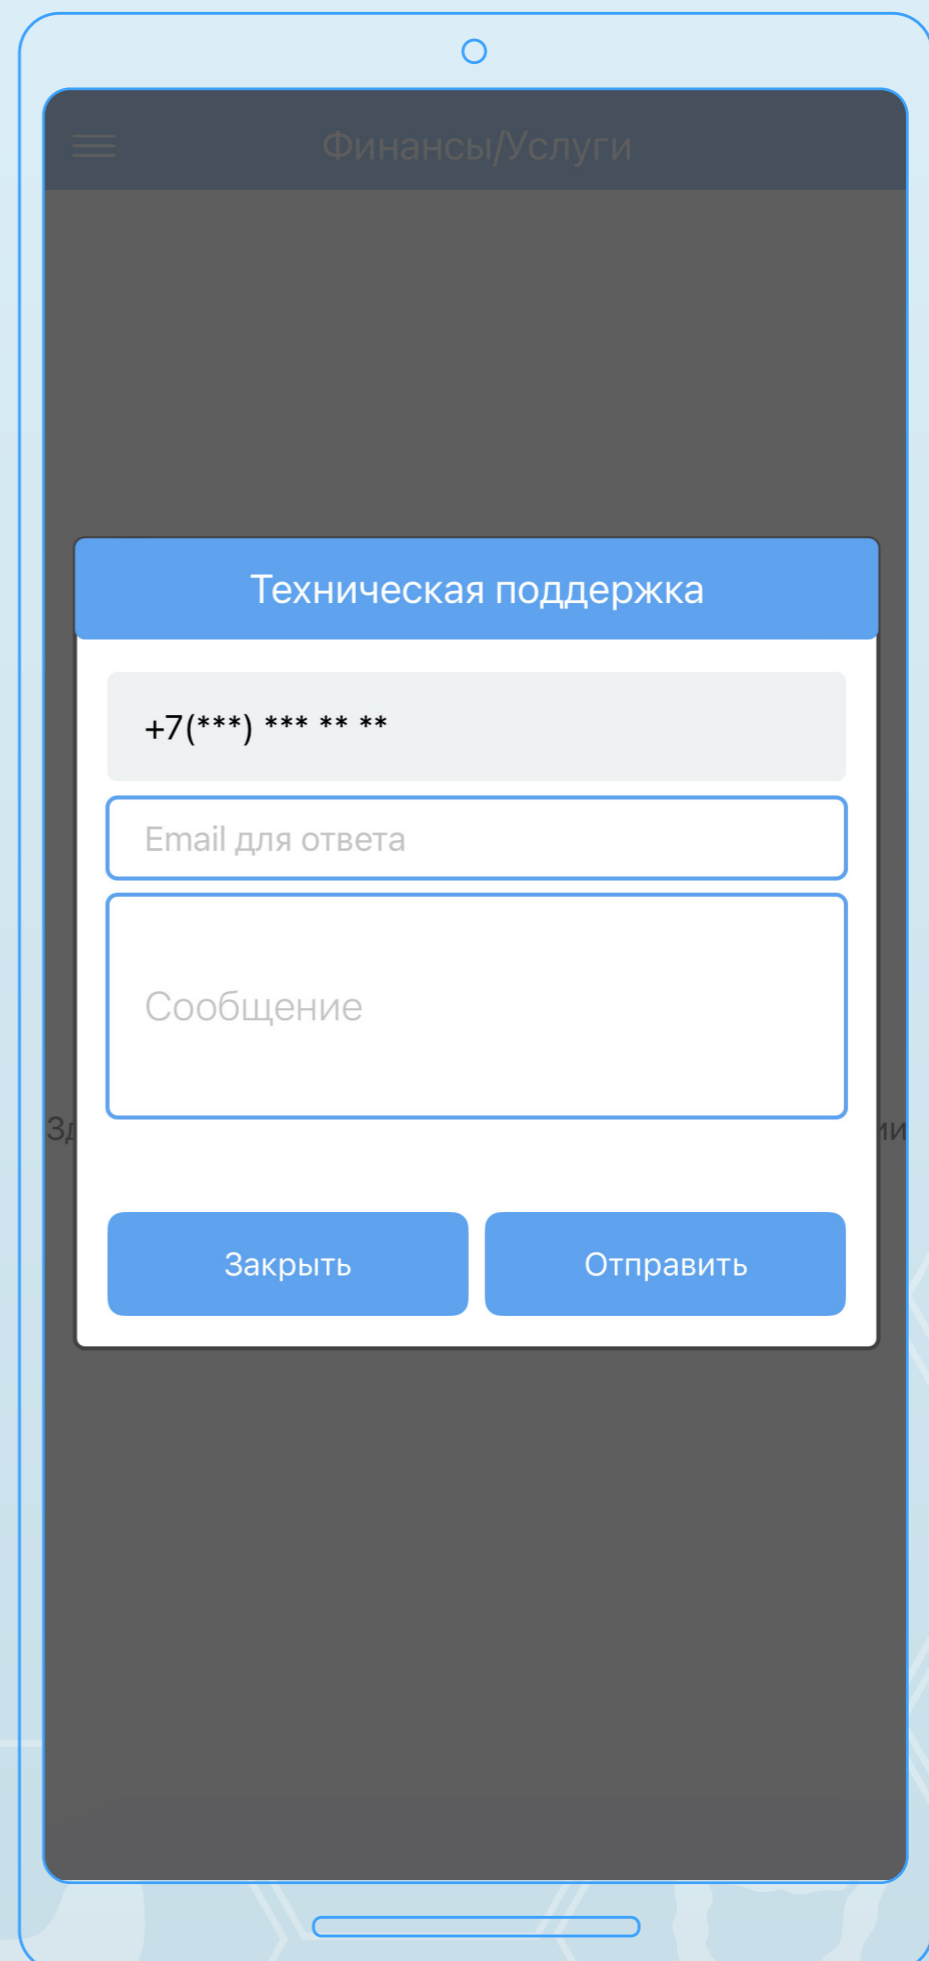 Финансы/Услуги
Техническая поддержка
+7(***) *** ** **
Email для ответа
Сообщение
Закрыть
Отправить